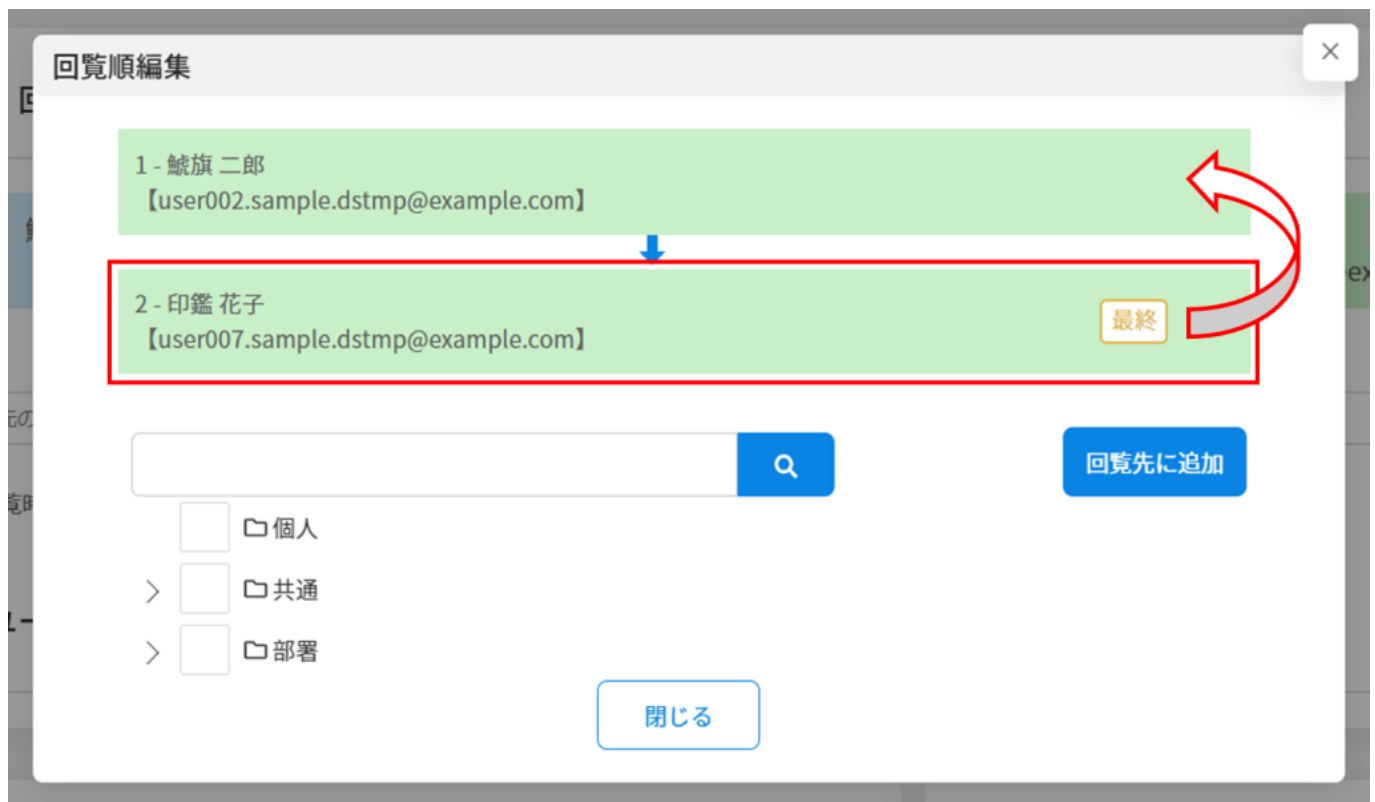 回覧順編集
×
1 - 鯱旗 二郎
【user002.sample.dstmp@example.com】
2 - 印鑑 花子
【user007.sample.dstmp@example.com】
最終
回覧先に追加
個人
共通
部署
閉じる